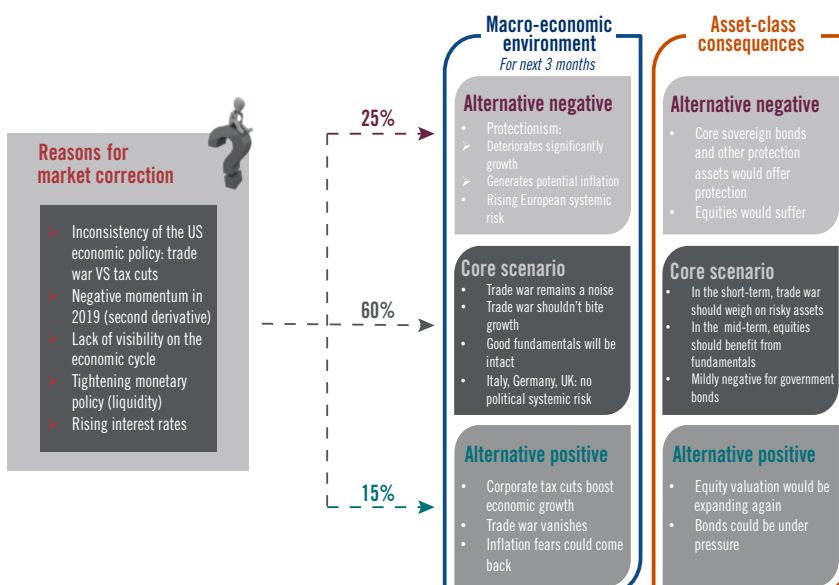 Reasons for
market correction
➢ Inconsistency of the US
economic policy: trade
war VS tax cuts
➢ Negative momentum in
2019 (second derivative)
➢ Lack of visibility on the
economic cycle
➢ Tightening monetary
policy (liquidity)
➢ Rising interest rates
25%
60%
15%
Macro-economic
environment
For next 3 months
Alternative negative
• Protectionism:
➢ Deteriorates significantly
growth
➢ Generates potential inflation
• Rising European systemic
risk
Core scenario
• Trade war remains a noise
• Trade war shouldn't bite
growth
• Good fundamentals will be
intact
• Italy, Germany, UK: no
political systemic risk
Alternative positive
• Corporate tax cuts boost
economic growth
• Trade war vanishes
• Inflation fears could come
back
Asset-class
consequences
Alternative negative
• Core sovereign bonds
and other protection
assets would offer
protection
• Equities would suffer
Core scenario
• In the short-term, trade war
should weigh on risky assets
• In the mid-term, equities
should benefit from
fundamentals
• Mildly negative for government
bonds
Alternative positive
• Equity valuation would be
expanding again
• Bonds could be under
pressure